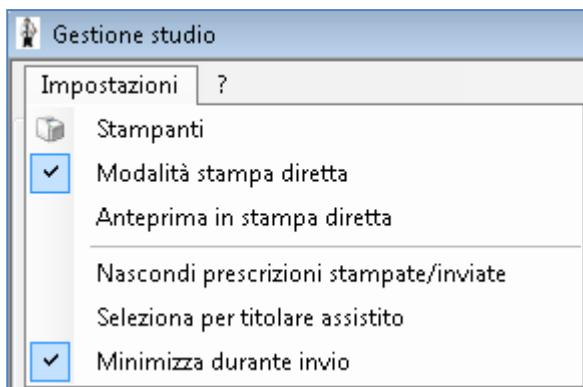 Gestione studio
Impostazioni ?
Stampanti
Modalità stampa diretta
Anteprima in stampa diretta
Nascondi prescrizioni stampate/inviate
Seleziona per titolare assistito
Minimizza durante invio